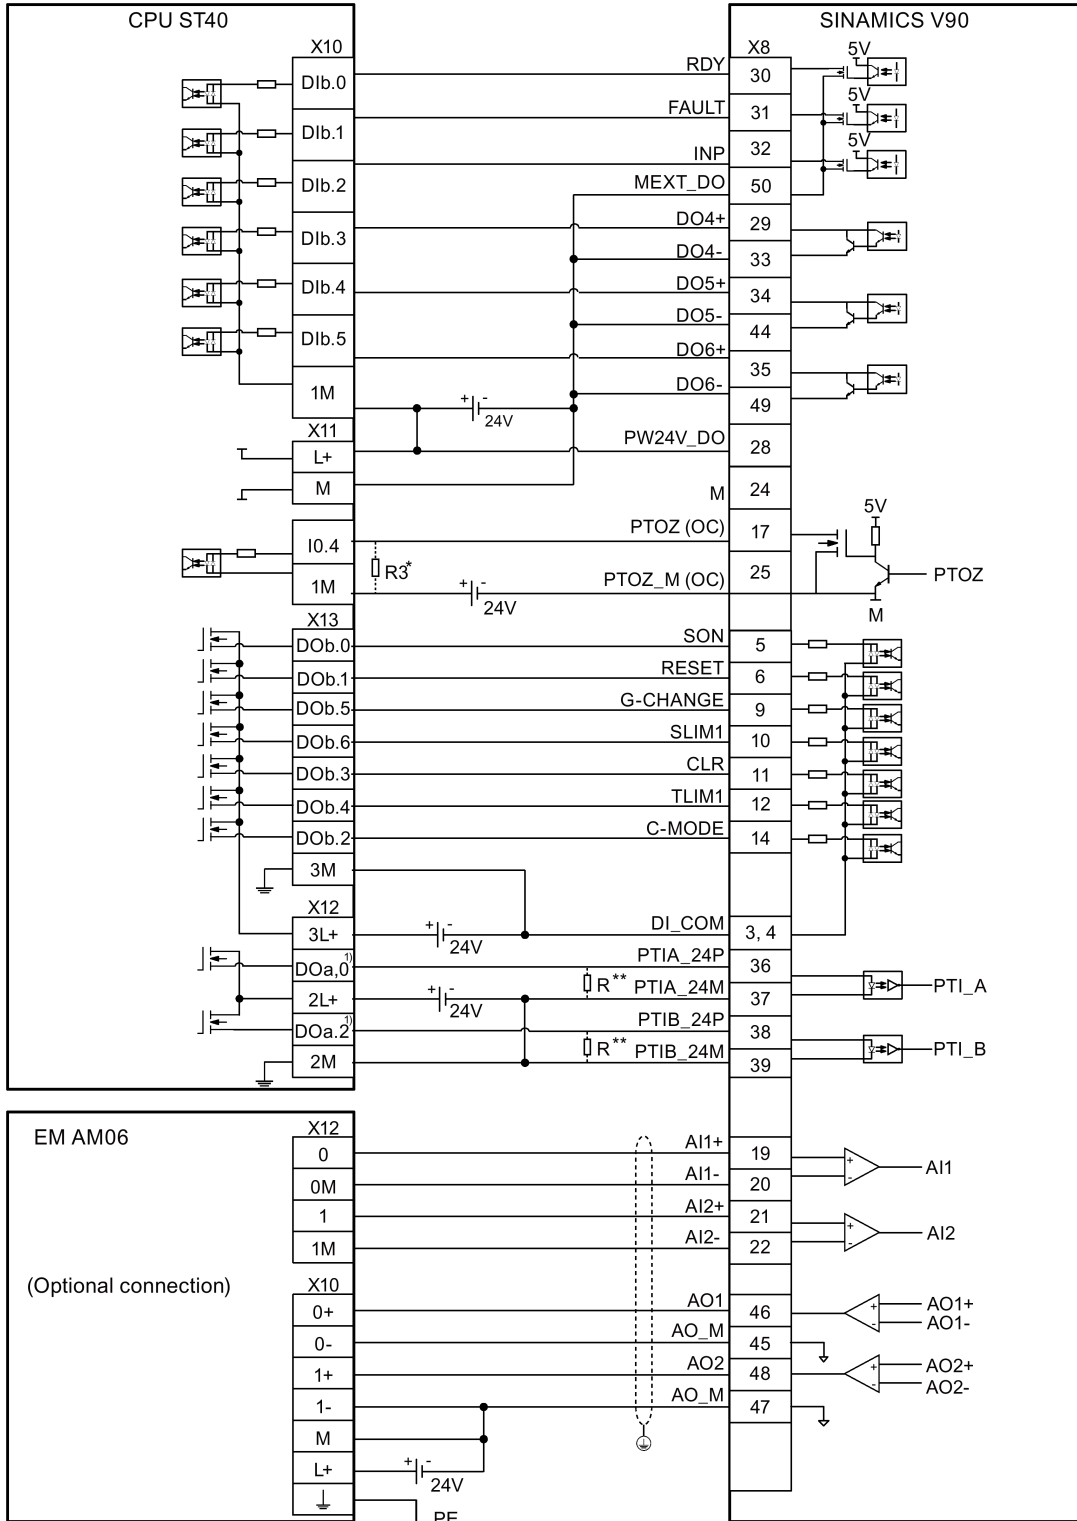 CPU ST40 SINAMICS V90
X10 X8
RDY 30 5V
DIb.0
FAULT 31 5V
DIb.1
INP 32 5V
DIb.2 MEXT_DO 50
DO4+ 29
DIb.3 DO4- 33
DIb.4 DO5+ 34
DO5- 44
DIb.5 DO6+ 35
1M DO6- 49
+ - 24V
X11
L+ PW24V_DO 28
M M 24
5V
I0.4 PTOZ (OC) 17
R3*
1M + - 24V PTOZ_M (OC) 25 PTOZ
M
X13
DOb.0 SON 5
DOb.1 RESET 6
DOb.5 G-CHANGE 9
DOb.6 SLIM1 10
DOb.3 CLR 11
DOb.4 TLIM1 12
DOb.2 C-MODE 14
3M
X12
3L+ + - 24V DI_COM 3, 4
DOa,0 1) PTIA_24P 36
2L+ + - 24V R** PTIA_24M 37 PTI_A
DOa.2 1) PTIB_24P 38
2M R** PTIB_24M 39 PTI_B
EM AM06
X12
0 AI1+ 19 + - AI1
0M AI1- 20
1 AI2+ 21 + - AI2
1M AI2- 22
(Optional connection)
X10
0+ AO1 46 + - AO1+
AO1-
0- AO_M 45
1+ AO2 48 + - AO2+
AO2-
1- AO_M 47
M
L+ + - 24V
PE